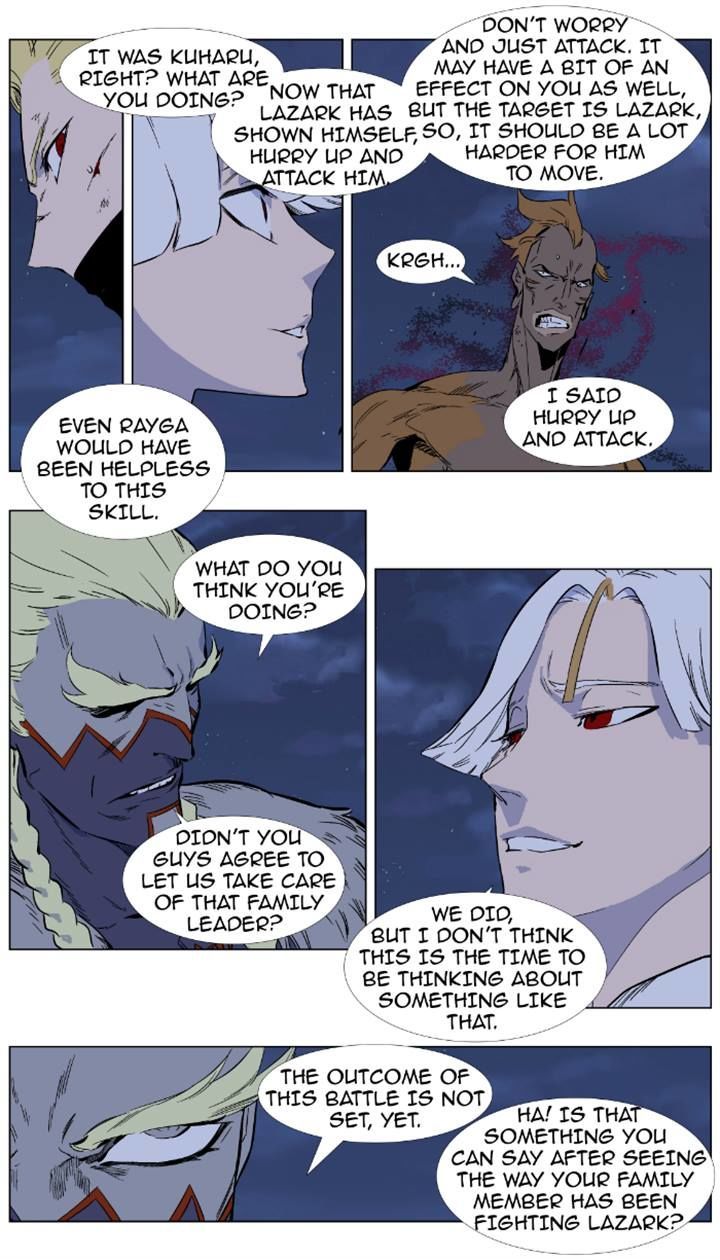 IT WAS KUHARU,
RIGHT? WHAT ARE
YOU DOING?
NOW THAT
LAZARK HAS
SHOWN HIMSELF,
HURRY UP AND
ATTACK HIM.
DON'T WORRY
AND JUST ATTACK. IT
MAY HAVE A BIT OF AN
EFFECT ON YOU AS WELL,
BUT THE TARGET IS LAZARK,
SO, IT SHOULD BE A LOT
HARDER FOR HIM
TO MOVE.
KRGH...
I SAID
HURRY UP
AND ATTACK.
EVEN RAYGA
WOULD HAVE
BEEN HELPLESS
TO THIS
SKILL.
WHAT DO YOU
THINK YOU'RE
DOING?
DIDN'T YOU
GUYS AGREE TO
LET US TAKE CARE
OF THAT FAMILY
LEADER?
WE DID,
BUT I DON'T THINK
THIS IS THE TIME TO
BE THINKING ABOUT
SOMETHING LIKE
THAT.
THE OUTCOME OF
THIS BATTLE IS NOT
SET, YET.
HA! IS THAT
SOMETHING YOU
CAN SAY AFTER SEEING
THE WAY YOUR FAMILY
MEMBER HAS BEEN
FIGHTING LAZARK?